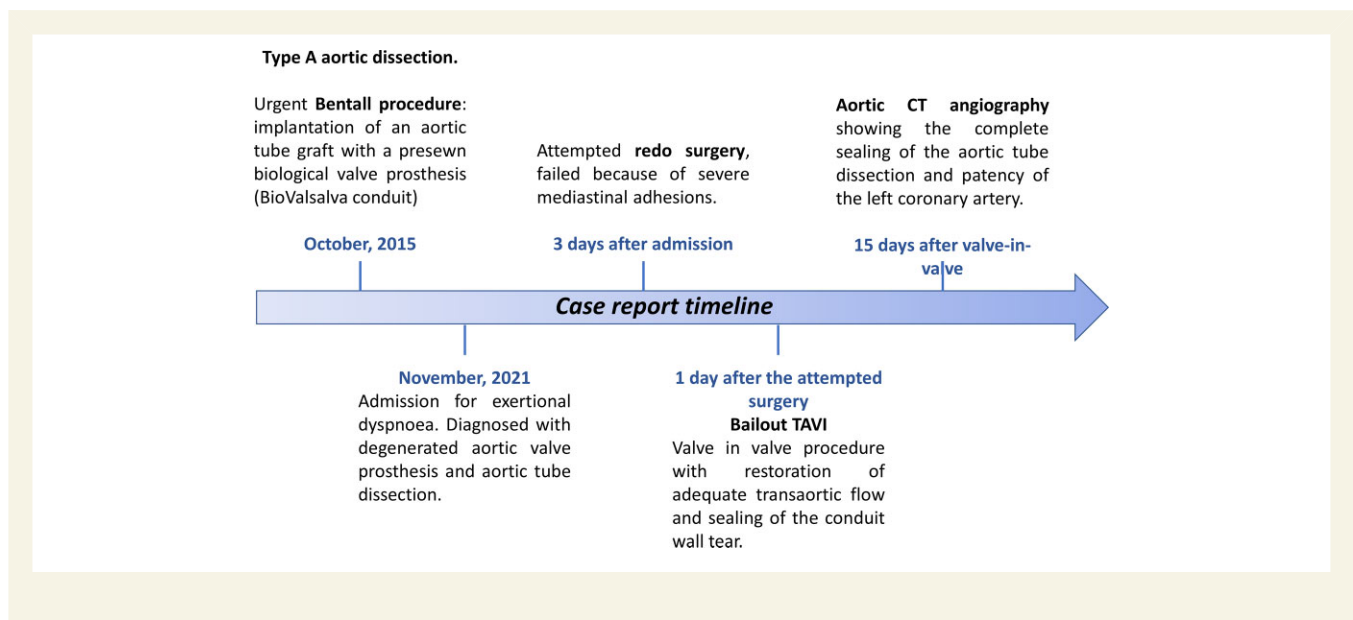 Type A aortic dissection.
Urgent Bentall procedure:
implantation of an aortic
tube graft with a presewn
biological valve prosthesis
(BioValsalva conduit)
October, 2015
Attempted redo surgery,
failed because of severe
mediastinal adhesions.
3 days after admission
Aortic CT angiography
showing the complete
sealing of the aortic tube
dissection and patency of
the left coronary artery.
15 days after valve-in-
valve
Case report timeline
November, 2021
Admission for exertional
dyspnoea. Diagnosed with
degenerated aortic valve
prosthesis and aortic tube
dissection.
1 day after the attempted
surgery
Bailout TAVI
Valve in valve procedure
with restoration of
adequate transaortic flow
and sealing of the conduit
wall tear.